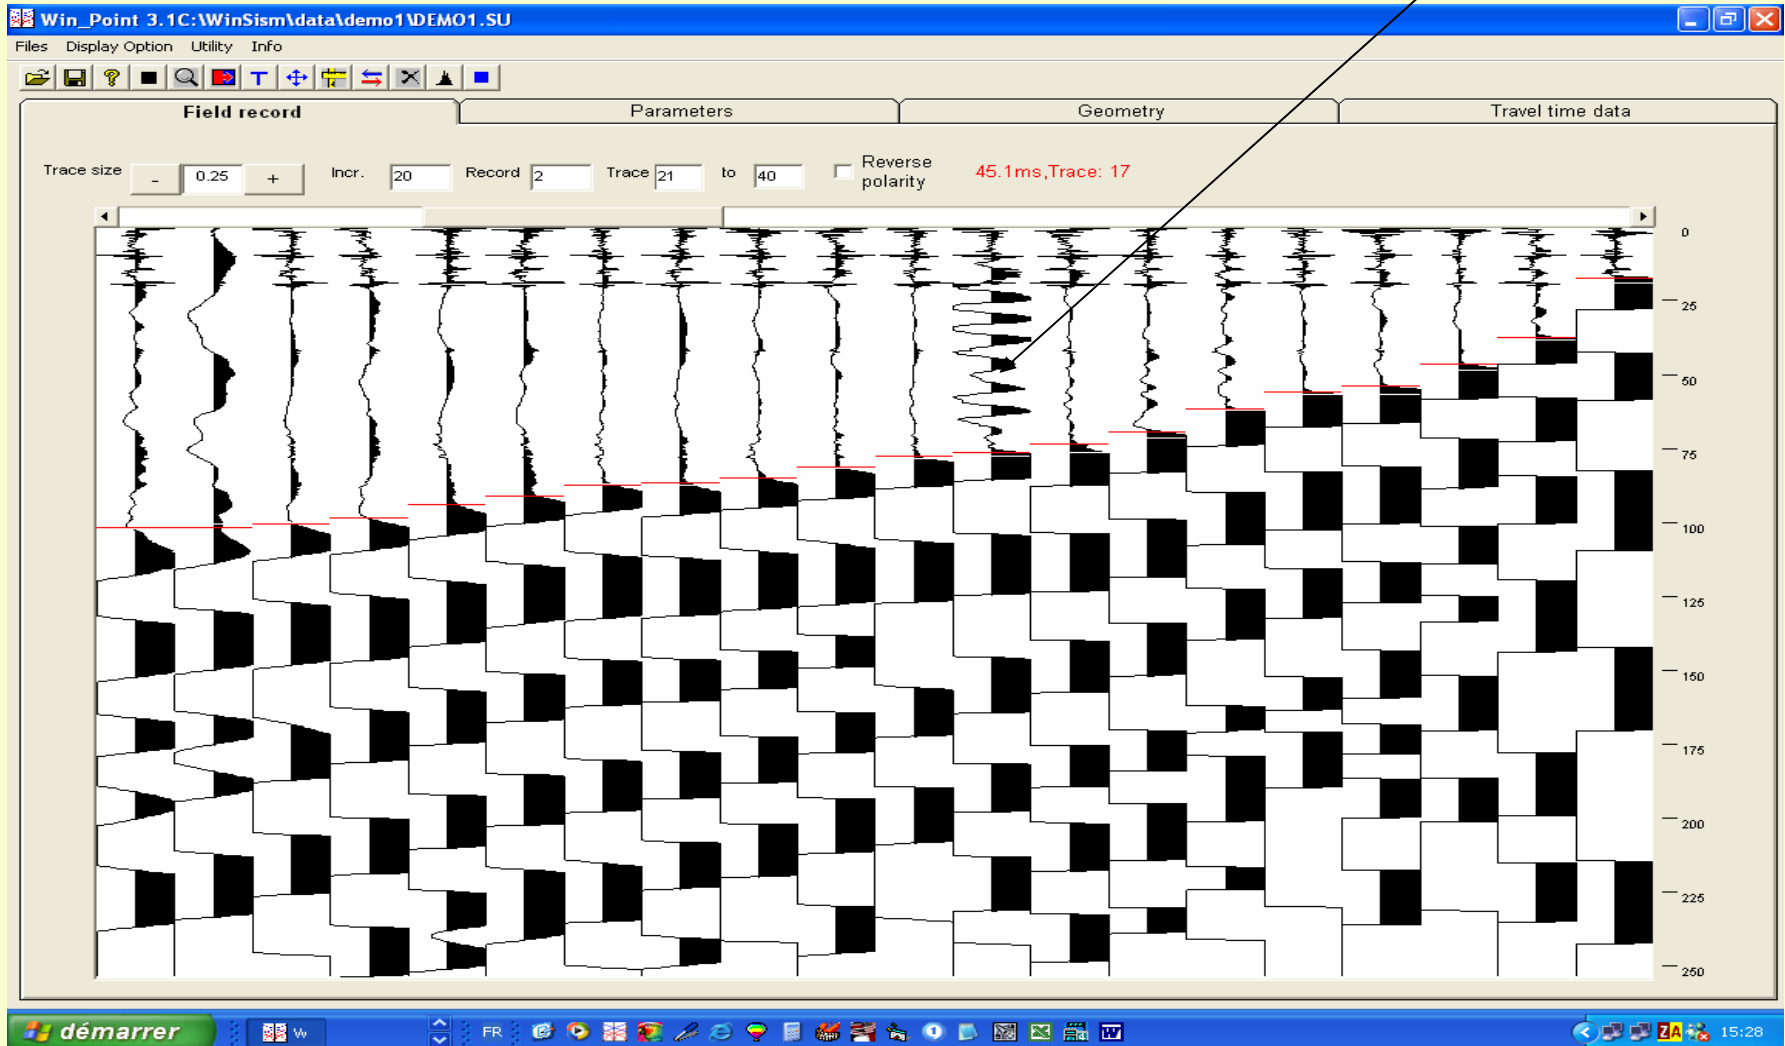 Win_Point 3.1C:\WinSism\data\demo1\DEMO1.SU
Files Display Option Utility Info
Field record Parameters Geometry Travel time data
Trace size - 0.25 + Incr. 20 Record 2 Trace 21 to 40 Reverse polarity 45.1ms,Trace: 17
0
25
50
75
100
125
150
175
200
225
250
démarrer FR 15:28